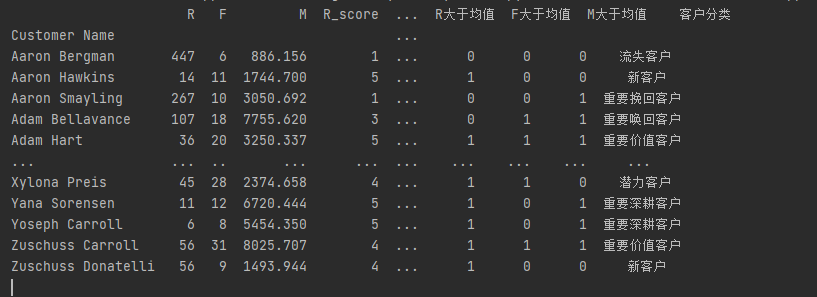 R F M R_score ... R大于均值 F大于均值 M大于均值 客户分类
Customer Name ...
Aaron Bergman 447 6 886.156 1 ... 0 0 0 流失客户
Aaron Hawkins 14 11 1744.700 5 ... 1 0 0 新客户
Aaron Smayling 267 10 3050.692 1 ... 0 0 1 重要挽回客户
Adam Bellavance 107 18 7755.620 3 ... 0 1 1 重要唤回客户
Adam Hart 36 20 3250.337 5 ... 1 1 1 重要价值客户
... ... .. ... ... ... ... ... ... ...
Xylona Preis 45 28 2374.658 4 ... 1 1 0 潜力客户
Yana Sorensen 11 12 6720.444 5 ... 1 0 1 重要深耕客户
Yoseph Carroll 6 8 5454.350 5 ... 1 0 1 重要深耕客户
Zuschuss Carroll 56 31 8025.707 4 ... 1 1 1 重要价值客户
Zuschuss Donatelli 56 9 1493.944 4 ... 1 0 0 新客户